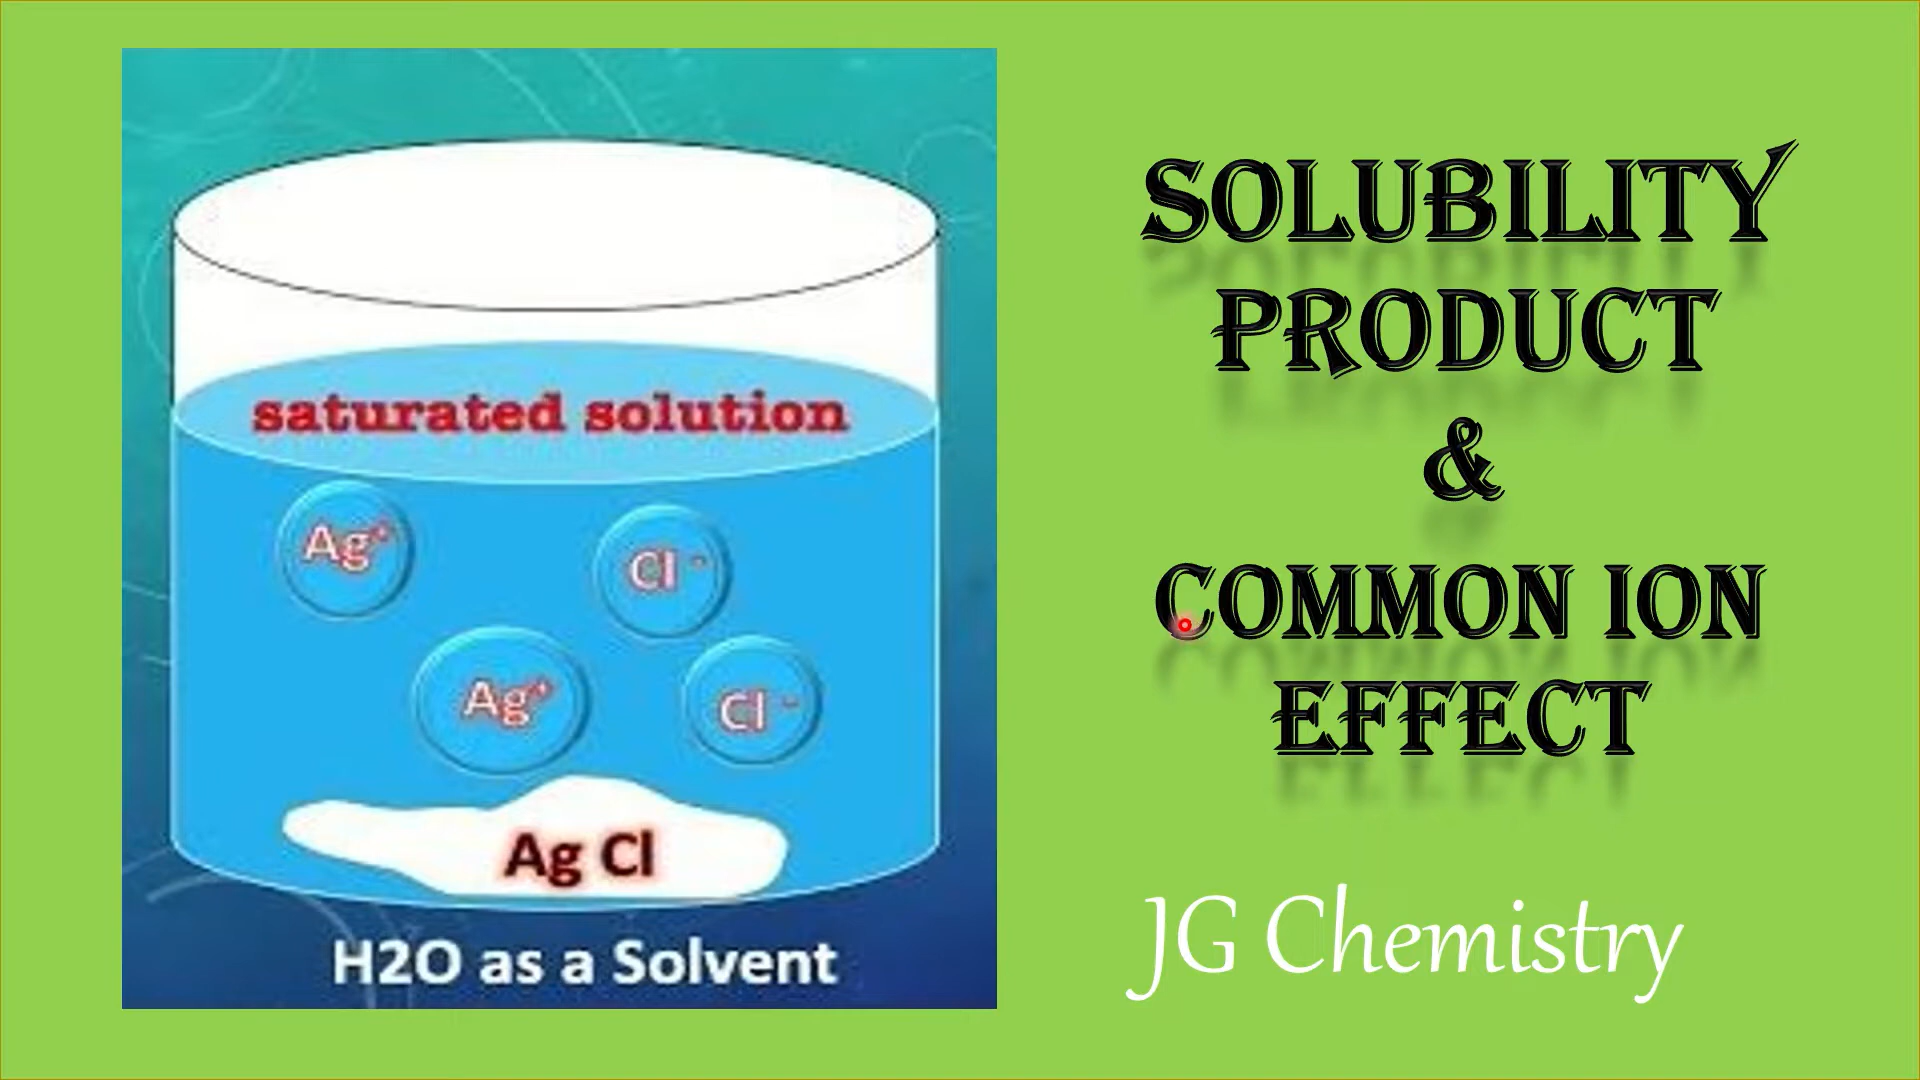 saturated solution
Ag⁺
Cl⁻
Ag⁺
Cl⁻
Ag Cl
H2O as a Solvent
SOLUBILITY
PRODUCT
&
COMMON ION
EFFECT
JG Chemistry